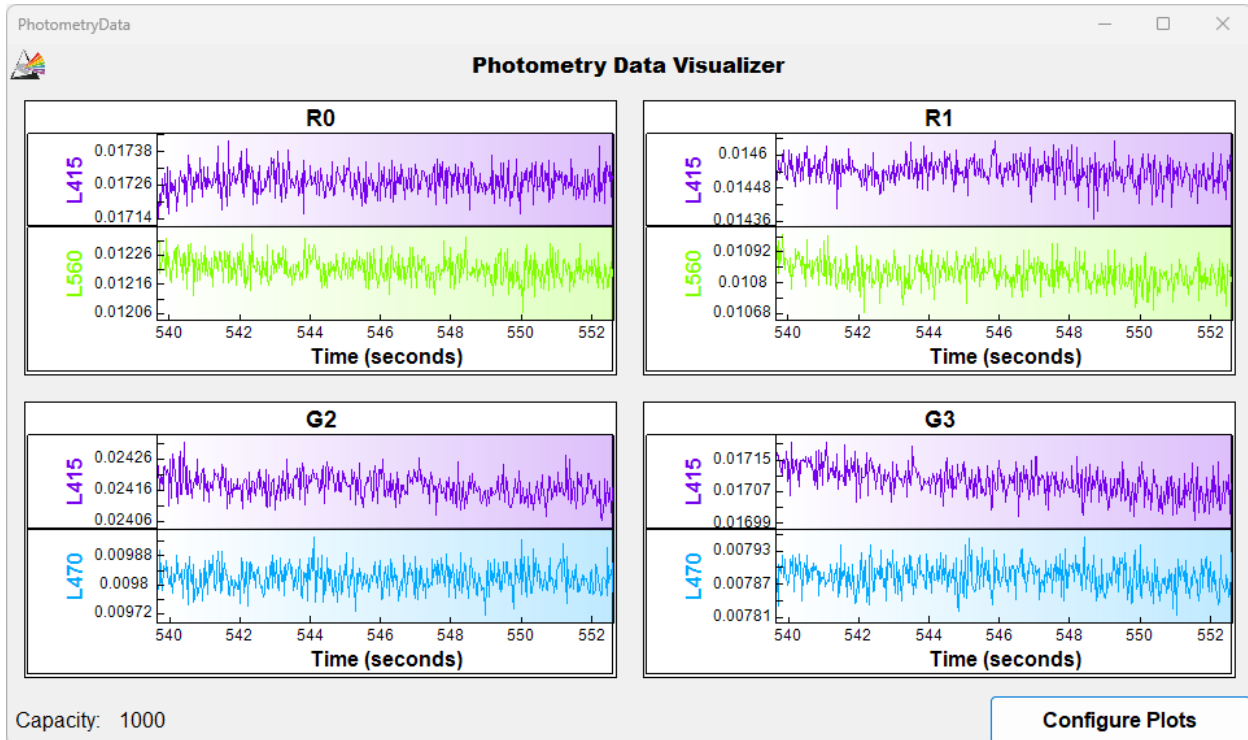 PhotometryData
Photometry Data Visualizer
R0
L415
0.01738
0.01726
0.01714
L560
0.01226
0.01216
0.01206
540 542 544 546 548 550 552
Time (seconds)
R1
L415
0.0146
0.01448
0.01436
L560
0.01092
0.0108
0.01068
540 542 544 546 548 550 552
Time (seconds)
G2
L415
0.02426
0.02416
0.02406
L470
0.00988
0.0098
0.00972
540 542 544 546 548 550 552
Time (seconds)
G3
L415
0.01715
0.01707
0.01699
L470
0.00793
0.00787
0.00781
540 542 544 546 548 550 552
Time (seconds)
Capacity: 1000
Configure Plots